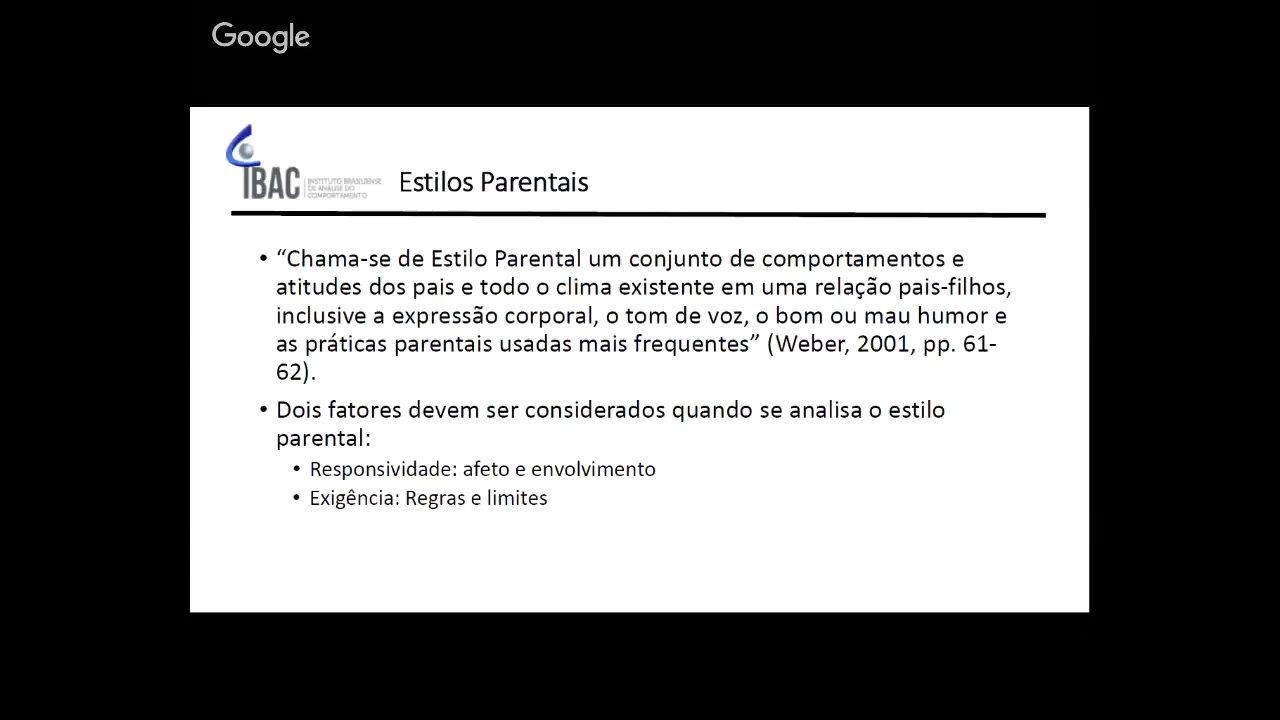 Google
IBAC
INSTITUTO BRASILIENSE
DE ANÁLISE DO
COMPORTAMENTO
Estilos Parentais
• “Chama-se de Estilo Parental um conjunto de comportamentos e
atitudes dos pais e todo o clima existente em uma relação pais-filhos,
inclusive a expressão corporal, o tom de voz, o bom ou mau humor e
as práticas parentais usadas mais frequentes” (Weber, 2001, pp. 61-
62).
• Dois fatores devem ser considerados quando se analisa o estilo
parental:
• Responsividade: afeto e envolvimento
• Exigência: Regras e limites